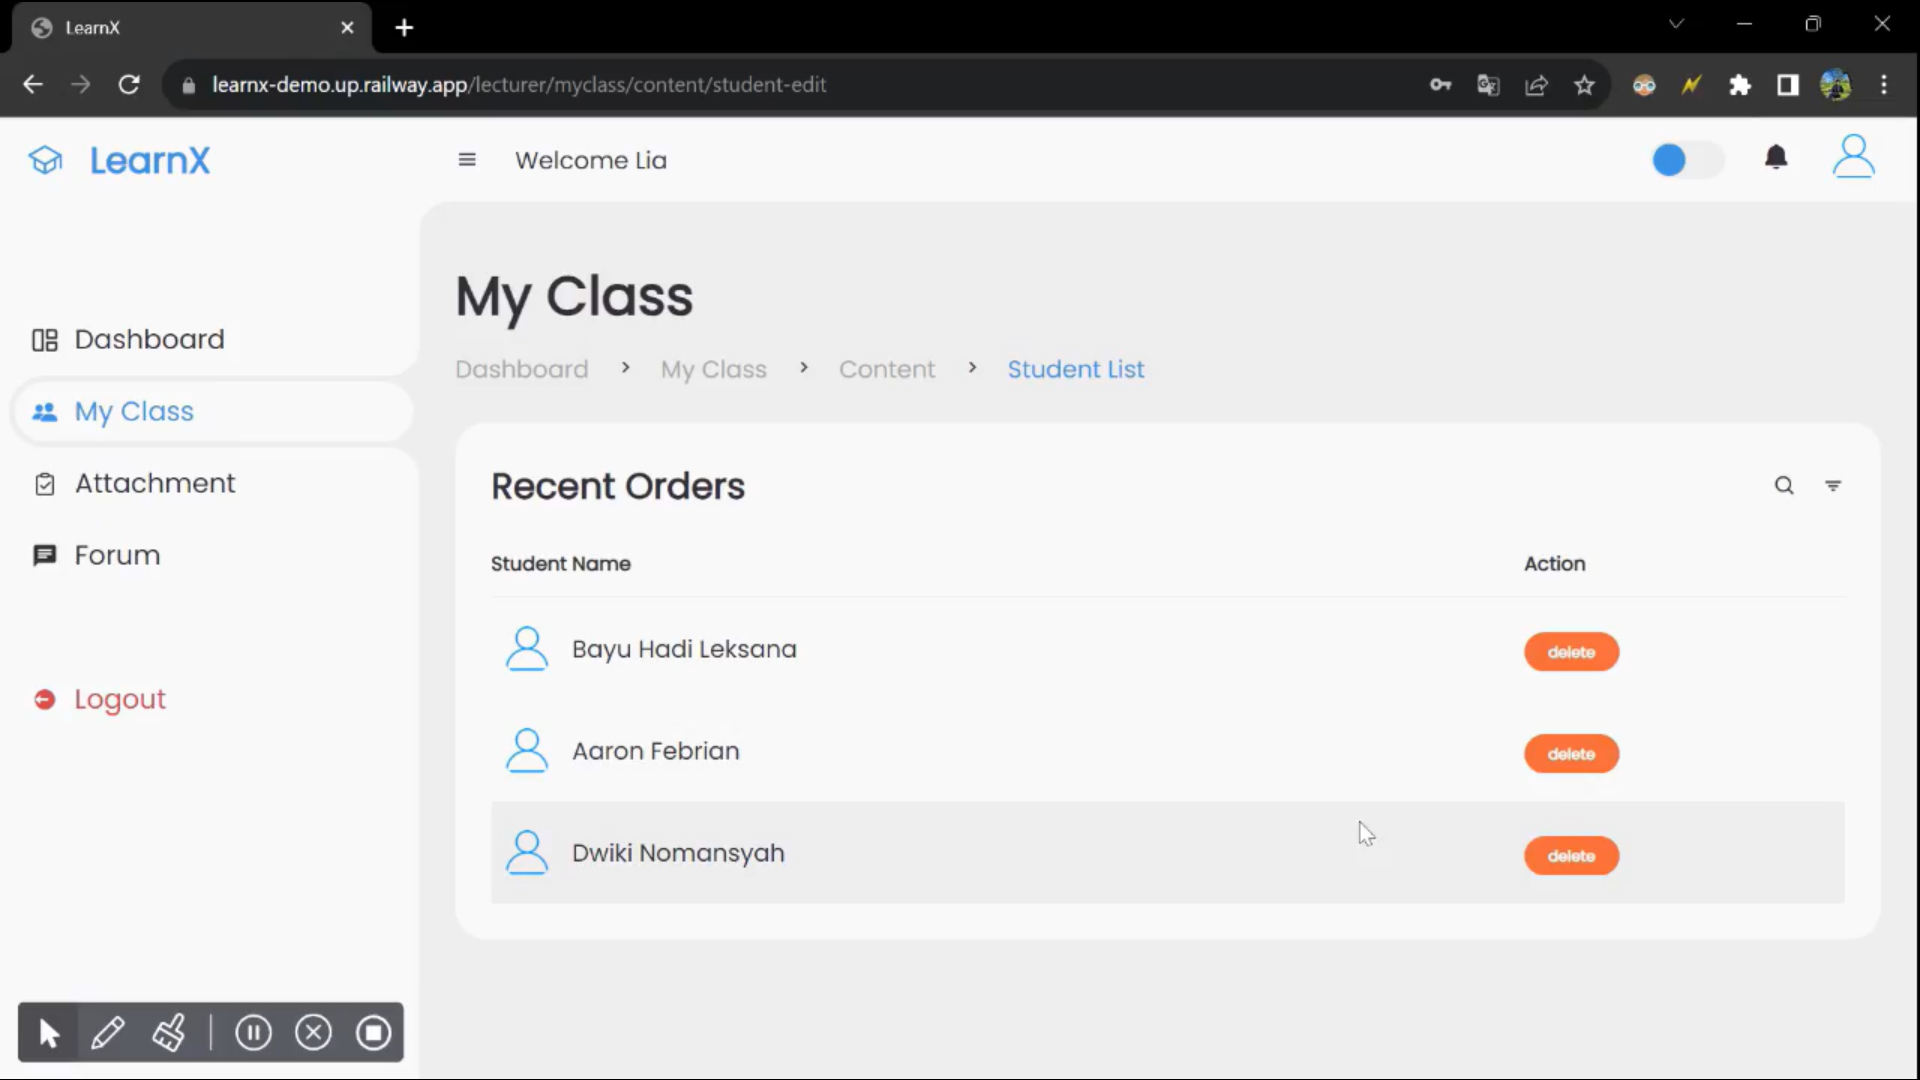 LearnX
learnx-demo.up.railway.app/lecturer/myclass/content/student-edit
LearnX
Welcome Lia
Dashboard
My Class
Attachment
Forum
Logout
My Class
Dashboard > My Class > Content > Student List
Recent Orders
Student Name Action
Bayu Hadi Leksana delete
Aaron Febrian delete
Dwiki Nomansyah delete